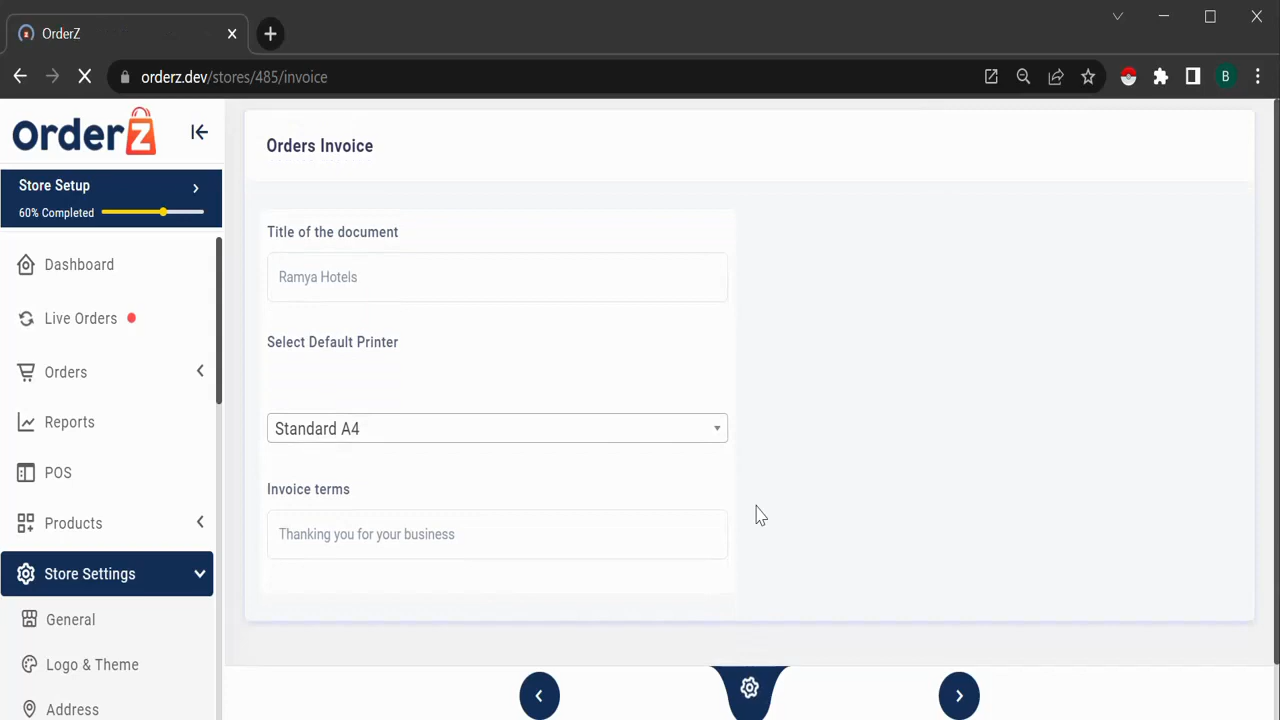 OrderZ
orderz.dev/stores/485/invoice
B
OrderZ
Store Setup
60% Completed
Dashboard
Live Orders
Orders
Reports
POS
Products
Store Settings
General
Logo & Theme
Address
Orders Invoice
Title of the document
Ramya Hotels
Select Default Printer
Standard A4
Invoice terms
Thanking you for your business